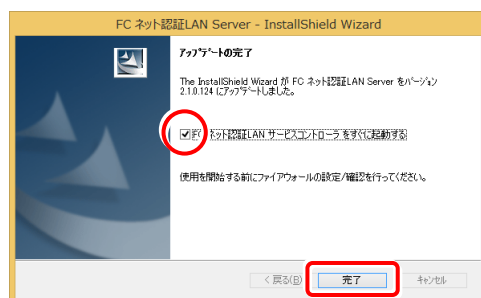 FC ネット認証LAN Server - InstallShield Wizard
アップデートの完了
The InstallShield Wizard が FC ネット認証LAN Server をバージョン
2.1.0.124 にアップデートしました。
FC ネット認証LAN サービスコントローラ をすぐに起動する
使用を開始する前にファイアウォールの設定/確認を行ってください。
< 戻る(B)
完了
キャンセル